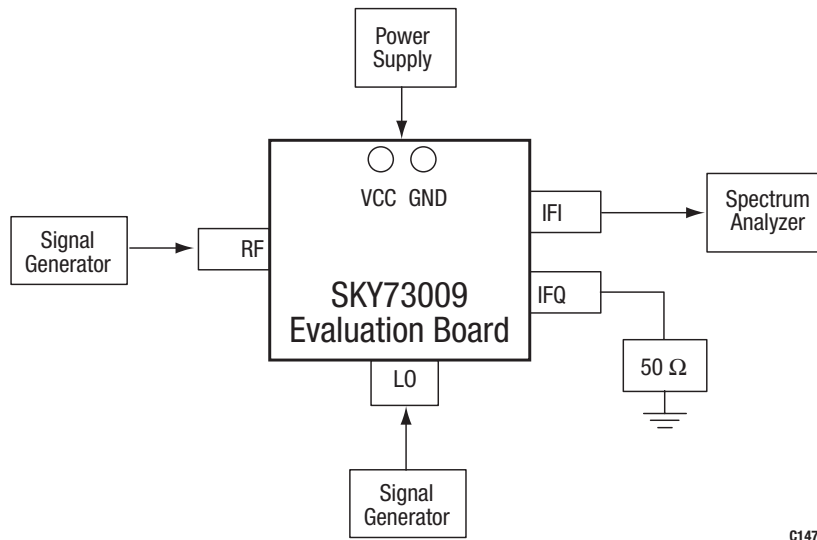 Power
Supply
VCC GND
IFI
Spectrum
Analyzer
Signal
Generator
RF
SKY73009
Evaluation Board
IFQ
50 Ω
LO
Signal
Generator
C147